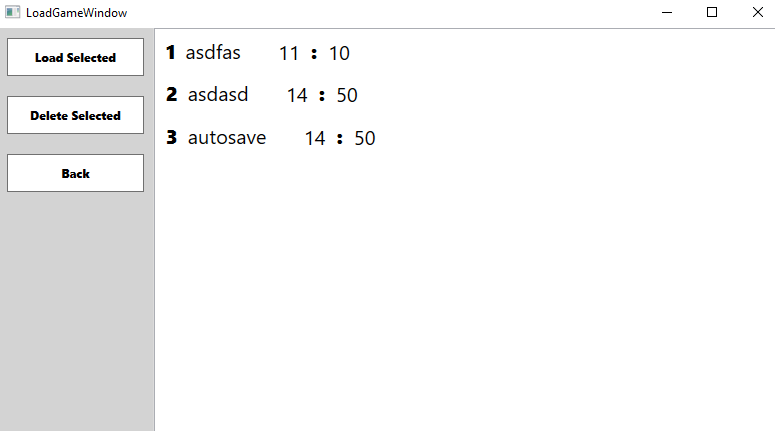 LoadGameWindow
Load Selected
Delete Selected
Back
1 asdfas 11 : 10
2 asdasd 14 : 50
3 autosave 14 : 50